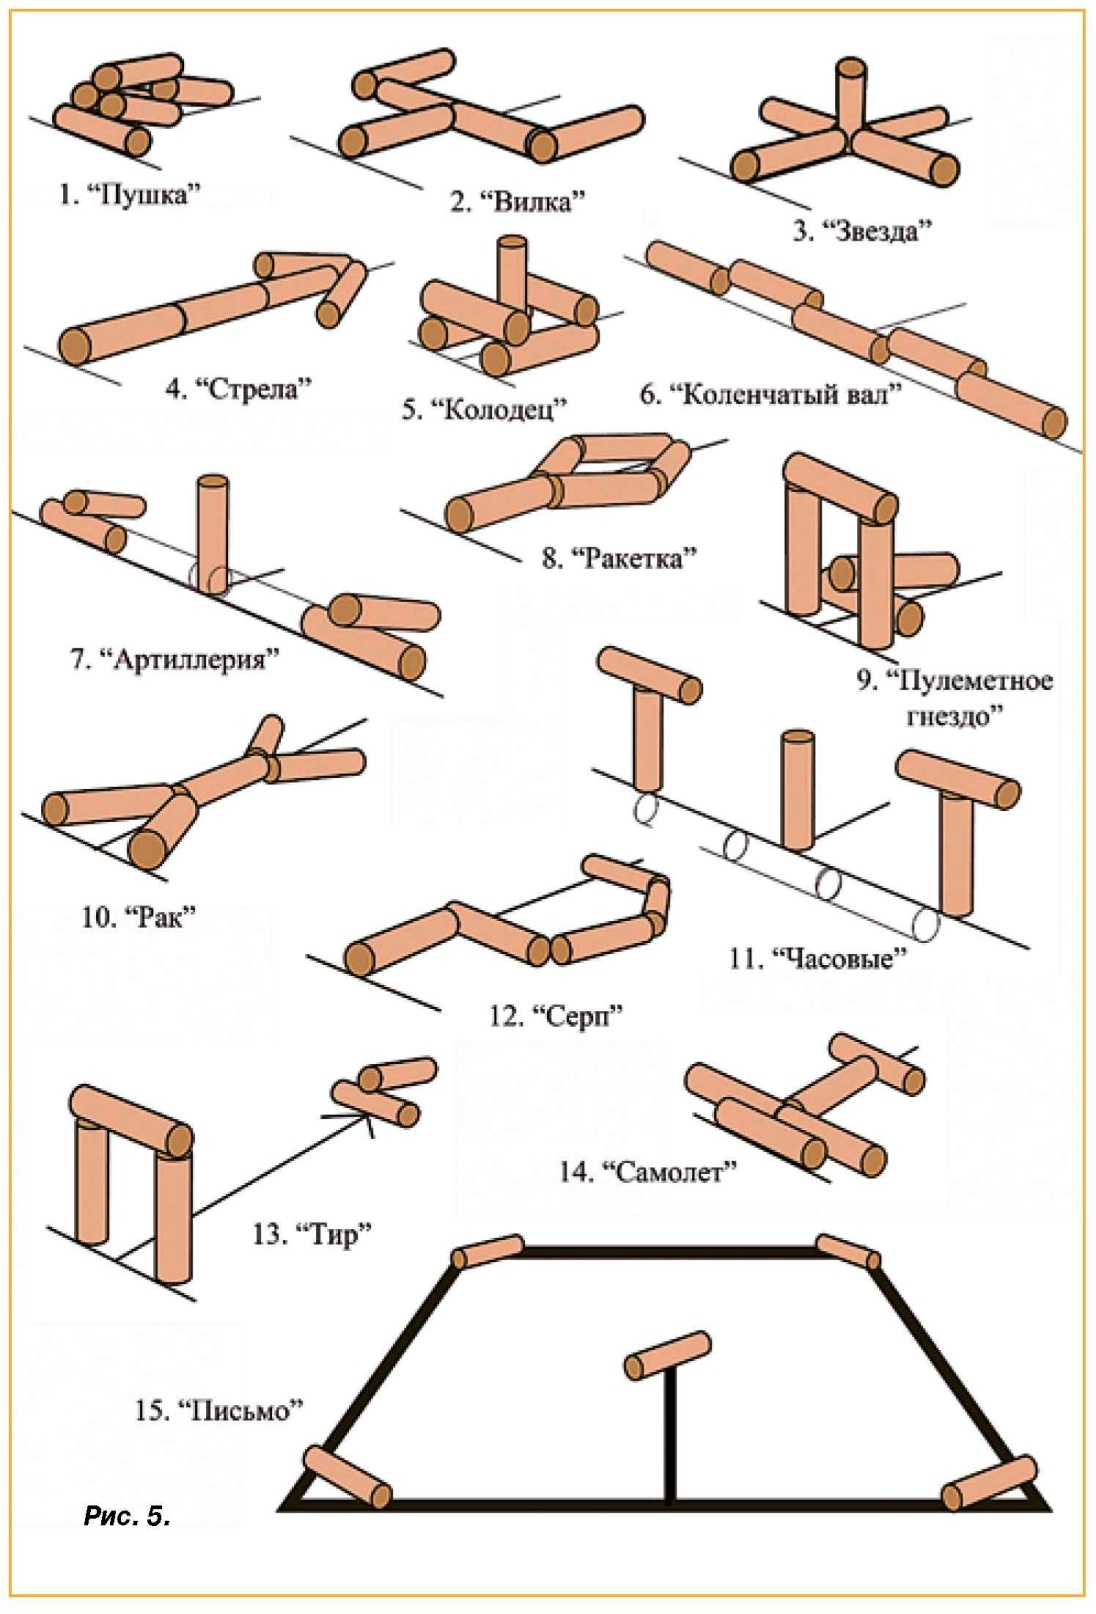 1. “Пушка”
2. “Вилка”
3. “Звезда”
4. “Стрела”
5. “Колодец”
6. “Коленчатый вал”
7. “Артиллерия”
8. “Ракетка”
9. “Пулеметное
гнездо”
10. “Рак”
11. “Часовые”
12. “Серп”
13. “Тир”
14. “Самолет”
15. “Письмо”
Рис. 5.